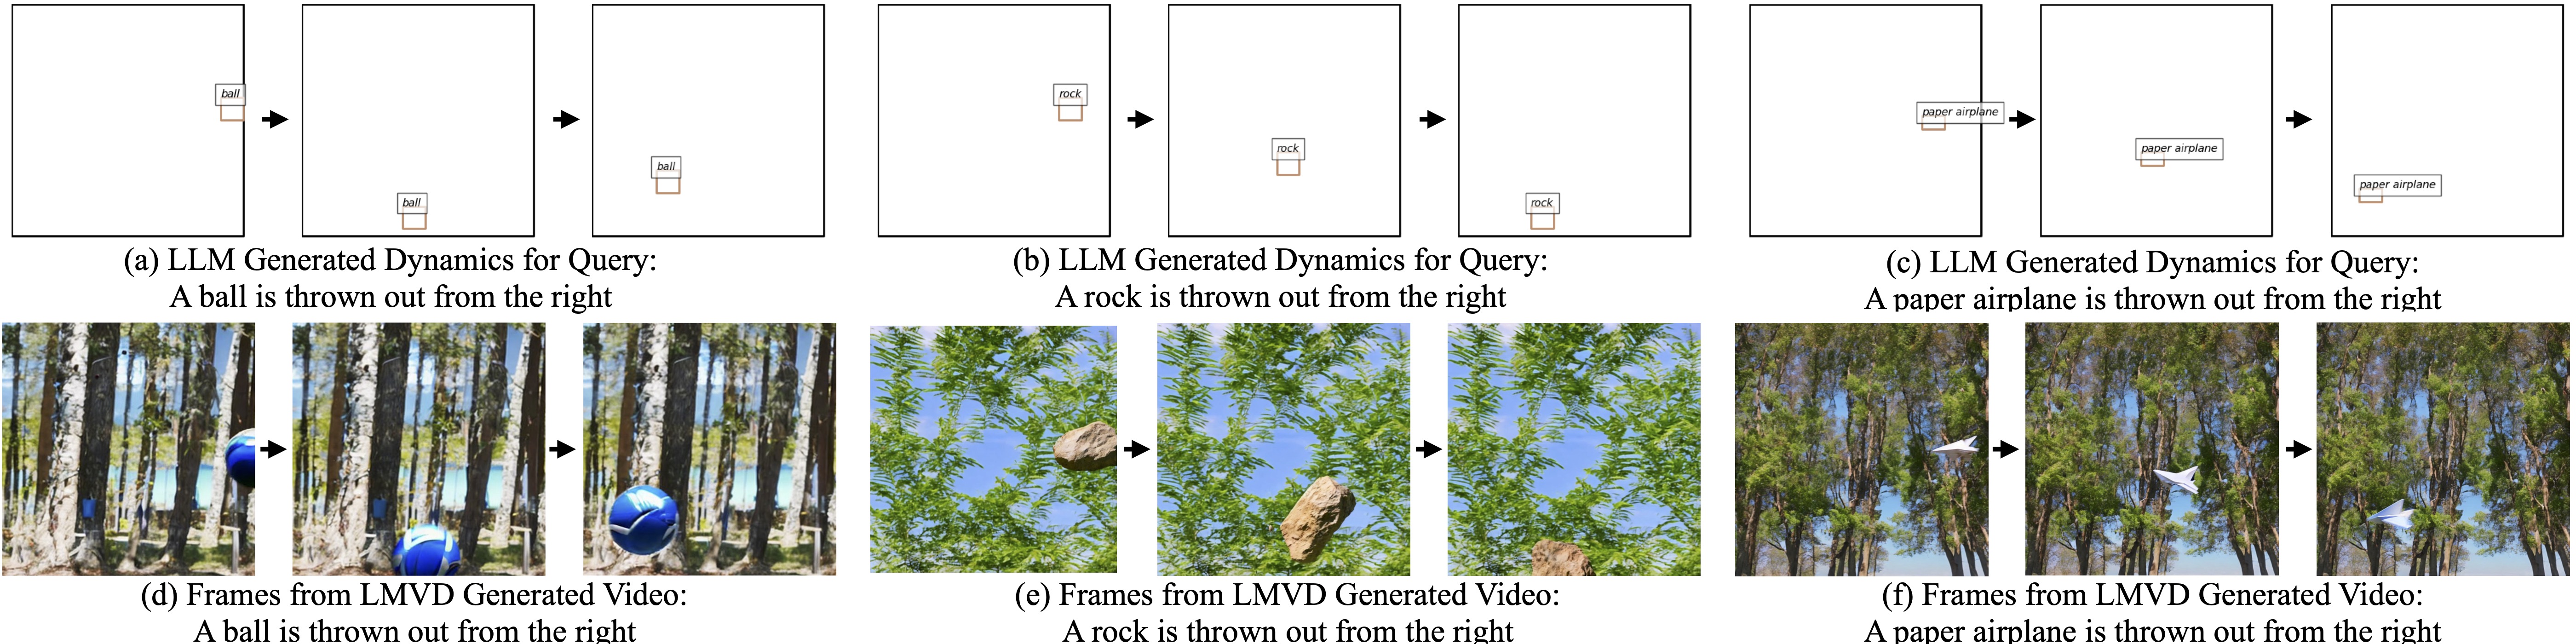 ball
ball
ball
rock
rock
rock
paper airplane
paper airplane
paper airplane
(a) LLM Generated Dynamics for Query:
A ball is thrown out from the right
(b) LLM Generated Dynamics for Query:
A rock is thrown out from the right
(c) LLM Generated Dynamics for Query:
A paper airplane is thrown out from the right
(d) Frames from LMVD Generated Video:
A ball is thrown out from the right
(e) Frames from LMVD Generated Video:
A rock is thrown out from the right
(f) Frames from LMVD Generated Video:
A paper airplane is thrown out from the right